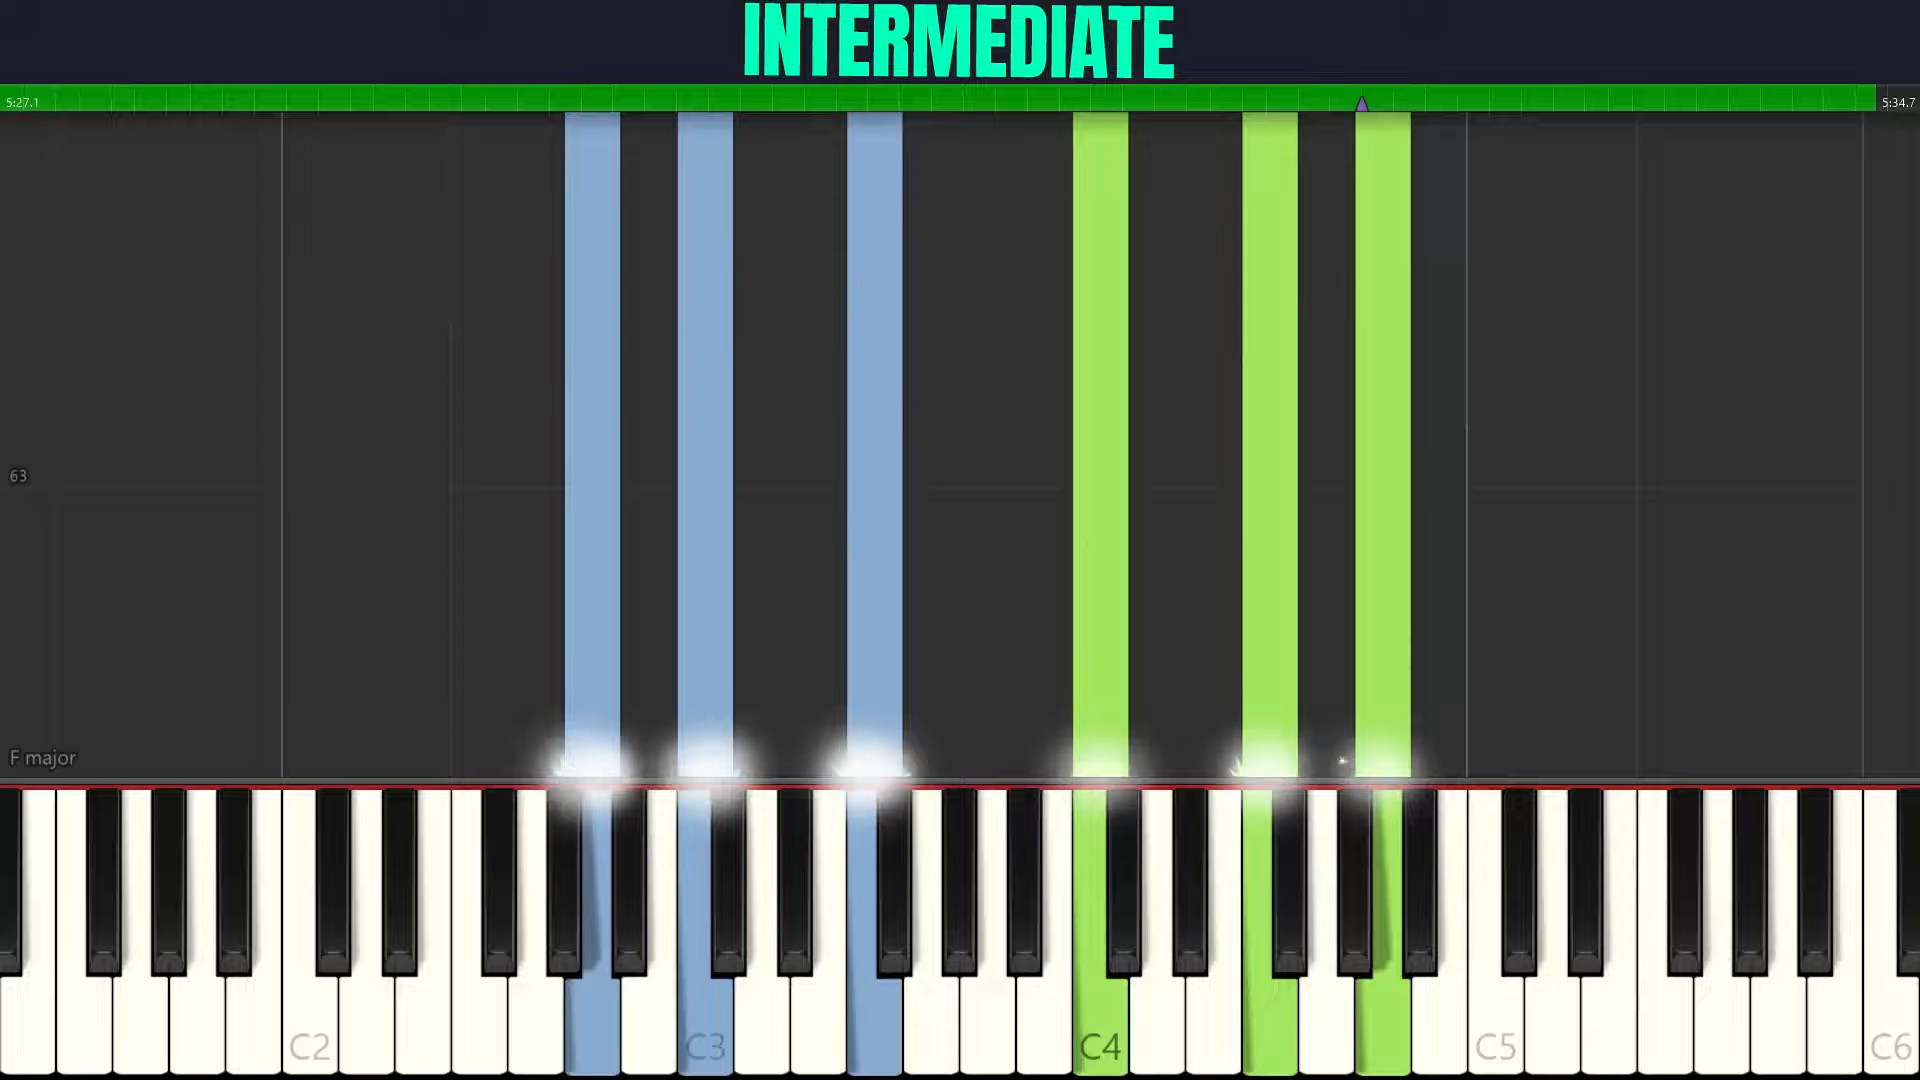 INTERMEDIATE
5:27.1
5:34.7
63
F major
C2
C3
C4
C5
C6